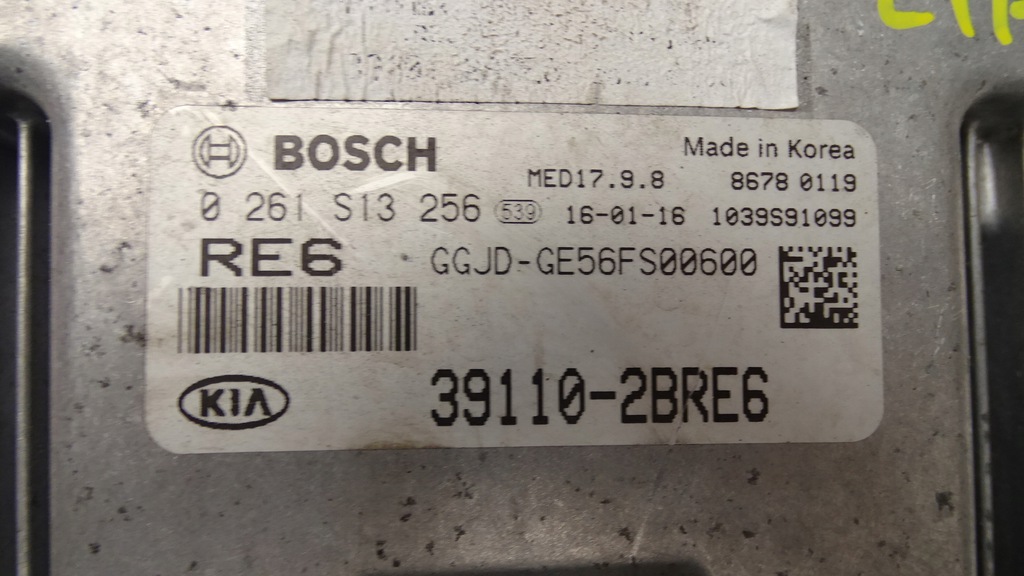 BOSCH
Made in Korea
MED17.9.8 8678 0119
0 261 S13 256 539 16-01-16 1039S91099
RE6 GGJD-GE56FS00600
KIA 39110-2BRE6